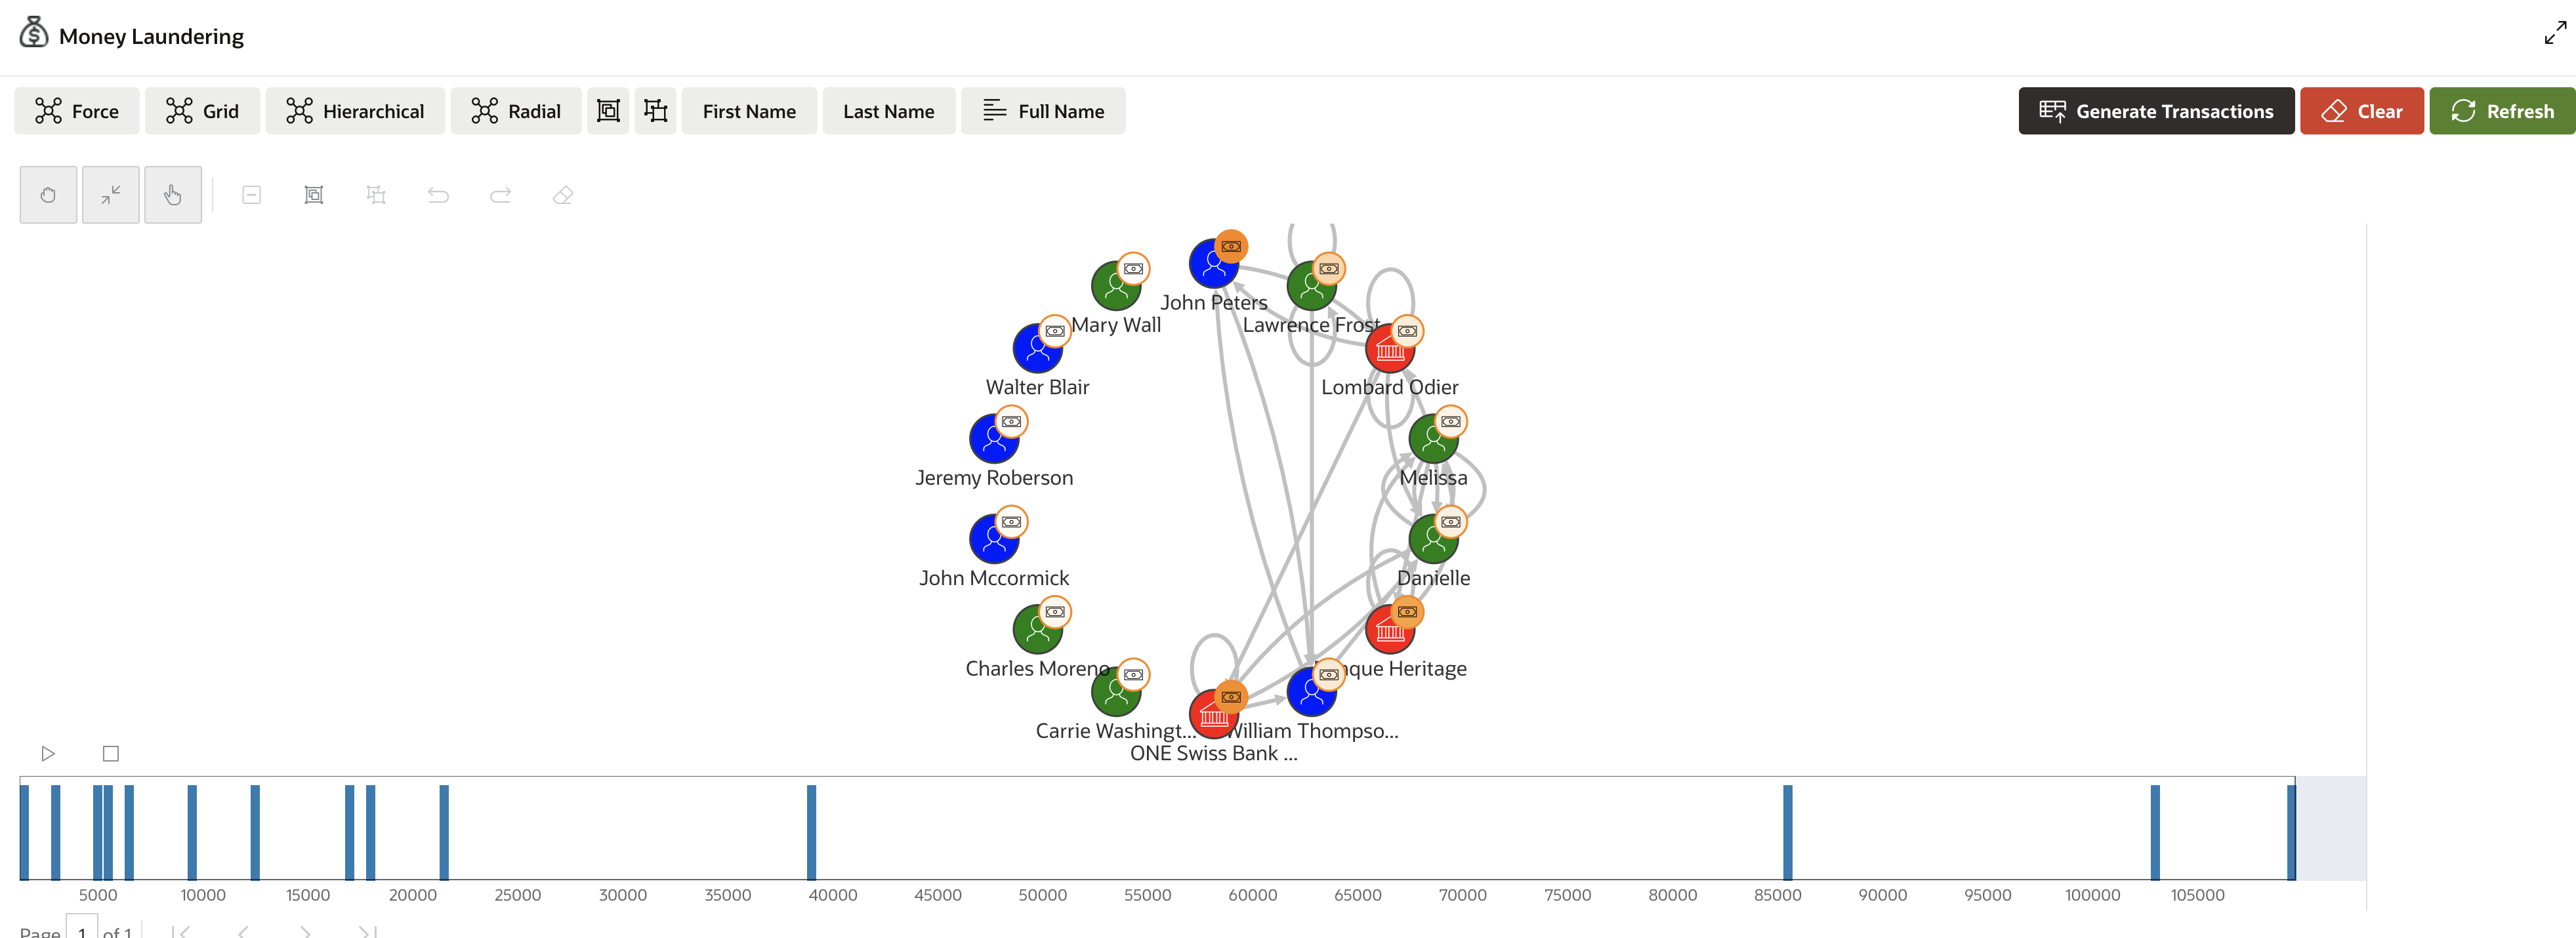 Money Laundering
Force Grid Hierarchical Radial First Name Last Name Full Name Generate Transactions Clear Refresh
John Peters
Mary Wall
Lawrence Frost
Walter Blair
Lombard Odier
Jeremy Roberson
Melissa
John Mccormick
Danielle
Charles Moreno
que Heritage
Carrie Washingt...
William Thompso...
ONE Swiss Bank ...
5000 10000 15000 20000 25000 30000 35000 40000 45000 50000 55000 60000 65000 70000 75000 80000 85000 90000 95000 100000 105000
Page 1 of 1